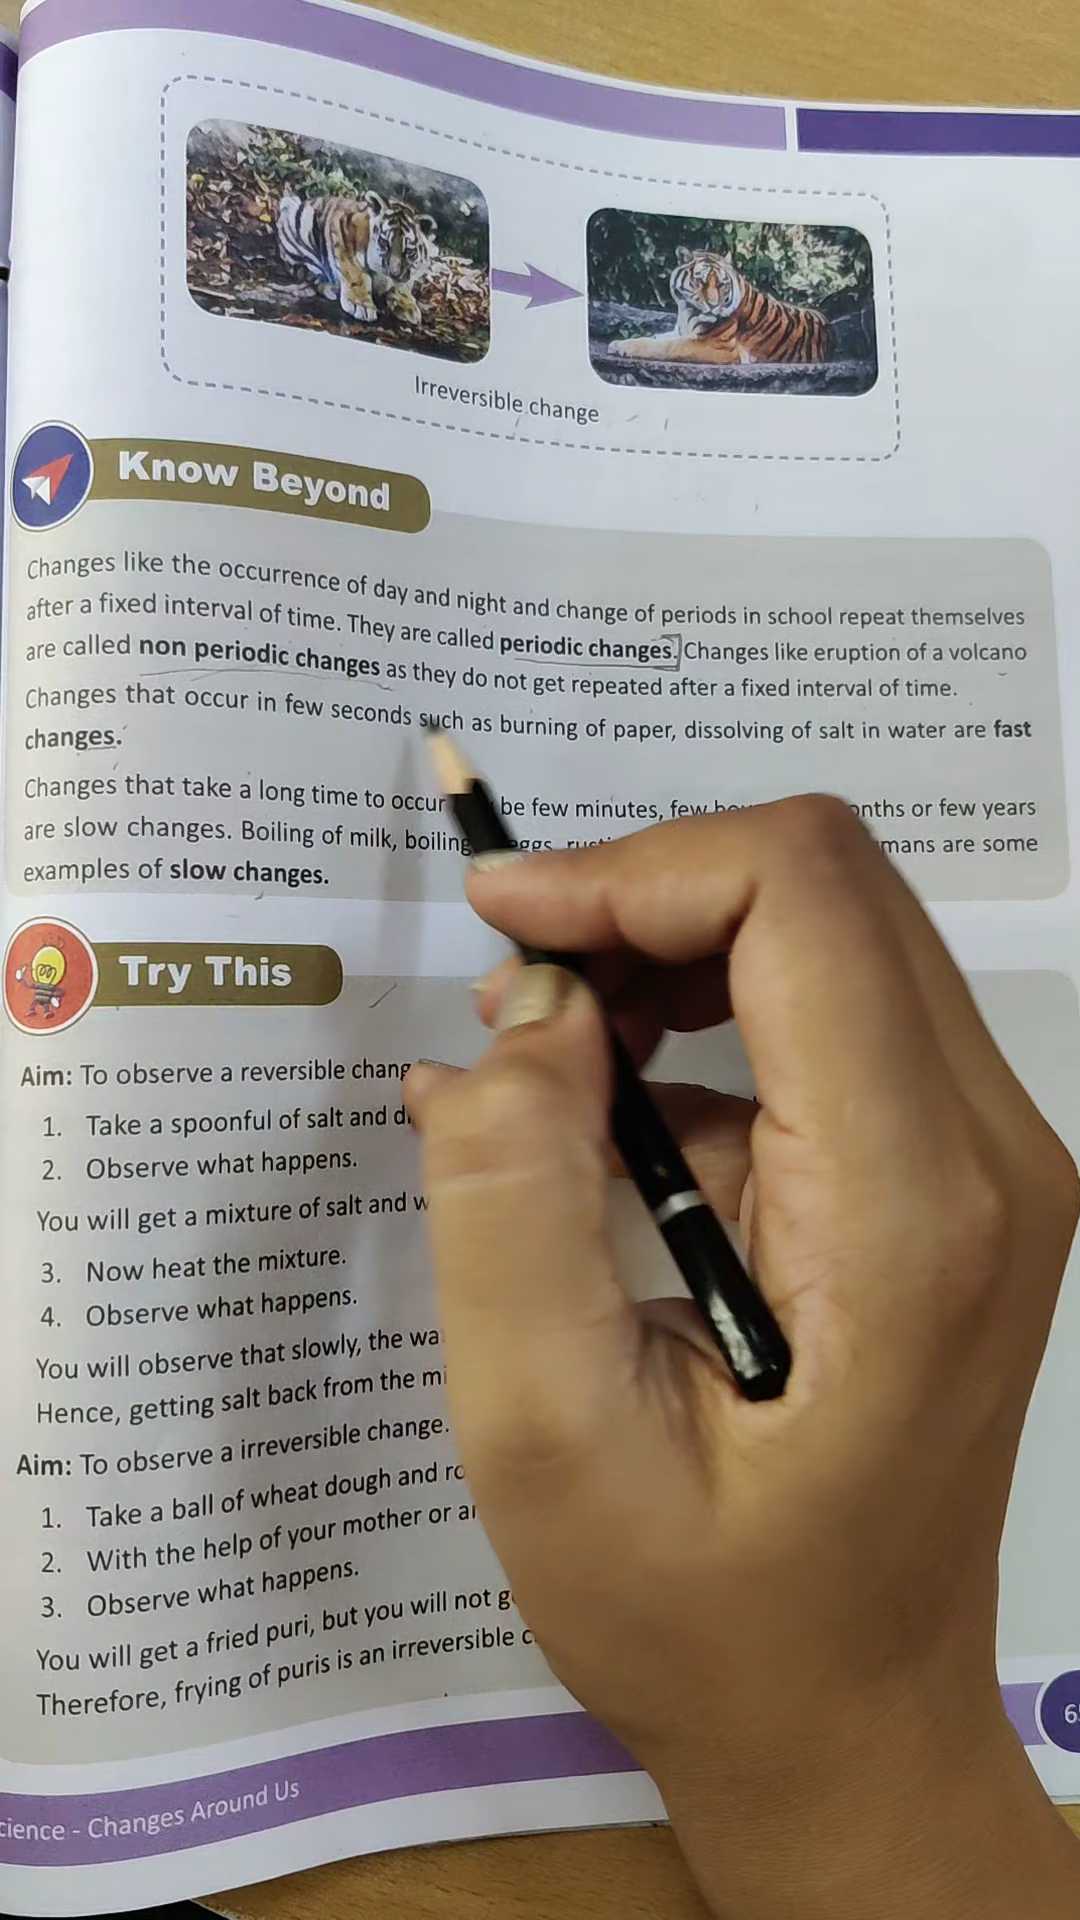 Irreversible change
Know Beyond
Changes like the occurrence of day and night and change of periods in school repeat themselves
after a fixed interval of time. They are called periodic changes. Changes like eruption of a volcano
are called non periodic changes as they do not get repeated after a fixed interval of time.
Changes that occur in few seconds such as burning of paper, dissolving of salt in water are fast
changes.
Changes that take a long time to occur be few minutes, few or few years
are slow changes. Boiling of milk, boiling are some
examples of slow changes.
Try This
Aim: To observe a reversible
1. Take a spoonful of salt and
2. Observe what happens.
You will get a mixture of salt and
3. Now heat the mixture.
4. Observe what happens.
You will observe that slowly, the
Hence, getting salt back from the
Aim: To observe a irreversible change.
1. Take a ball of wheat dough and
2. With the help of your mother or
3. Observe what happens.
You will get a fried puri, but you will not
Therefore, frying of puris is an irreversible
- Changes Around Us